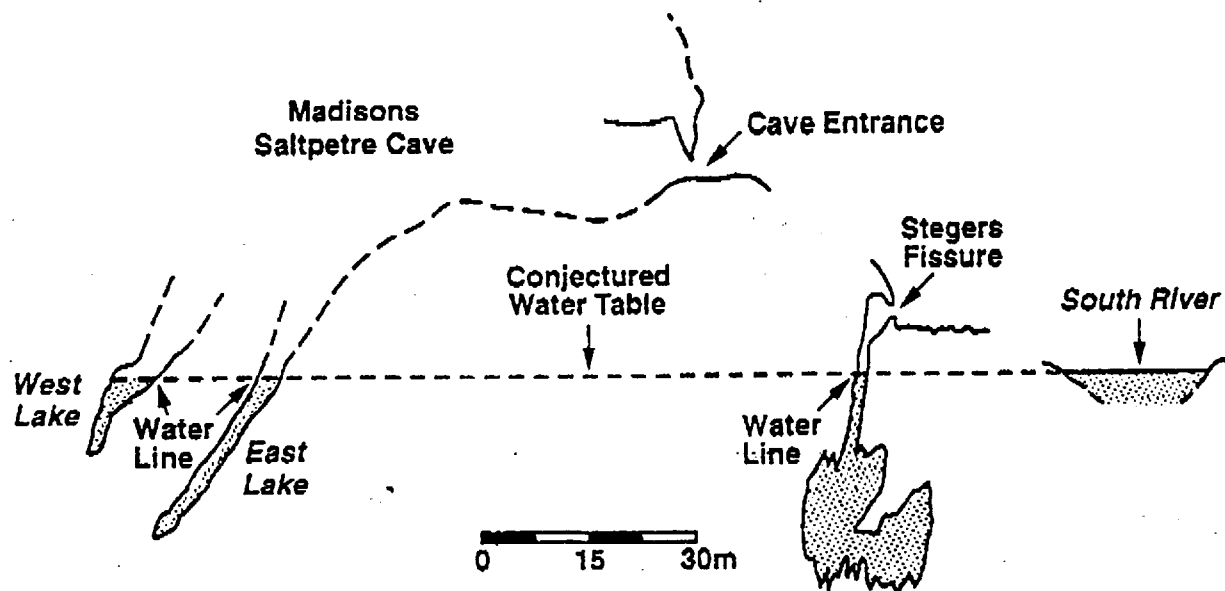 Madisons
Saltpetre Cave
Cave Entrance
Stegers
Fissure
Conjectured
Water Table
South River
West
Lake
Water
Line
East
Lake
Water
Line
0 15 30m